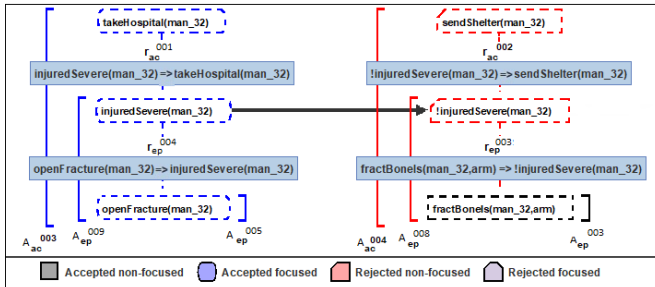 takeHospital(man_32)
sendShelter(man_32)
r_ac^001
r_ac^002
injuredSevere(man_32)=>takeHospital(man_32)
!injuredSevere(man_32)=>sendShelter(man_32)
injuredSevere(man_32)
!injuredSevere(man_32)
r_ep^004
r_ep^003
openFracture(man_32)=>injuredSevere(man_32)
fractBonels(man_32,arm) => !injuredSevere(man_32)
openFracture(man_32)
fractBonels(man_32,arm)
A_ac^003
A_ep^009
A_ep^005
A_ac^004
A_ep^008
A_ep^003
Accepted non-focused
Accepted focused
Rejected non-focused
Rejected focused